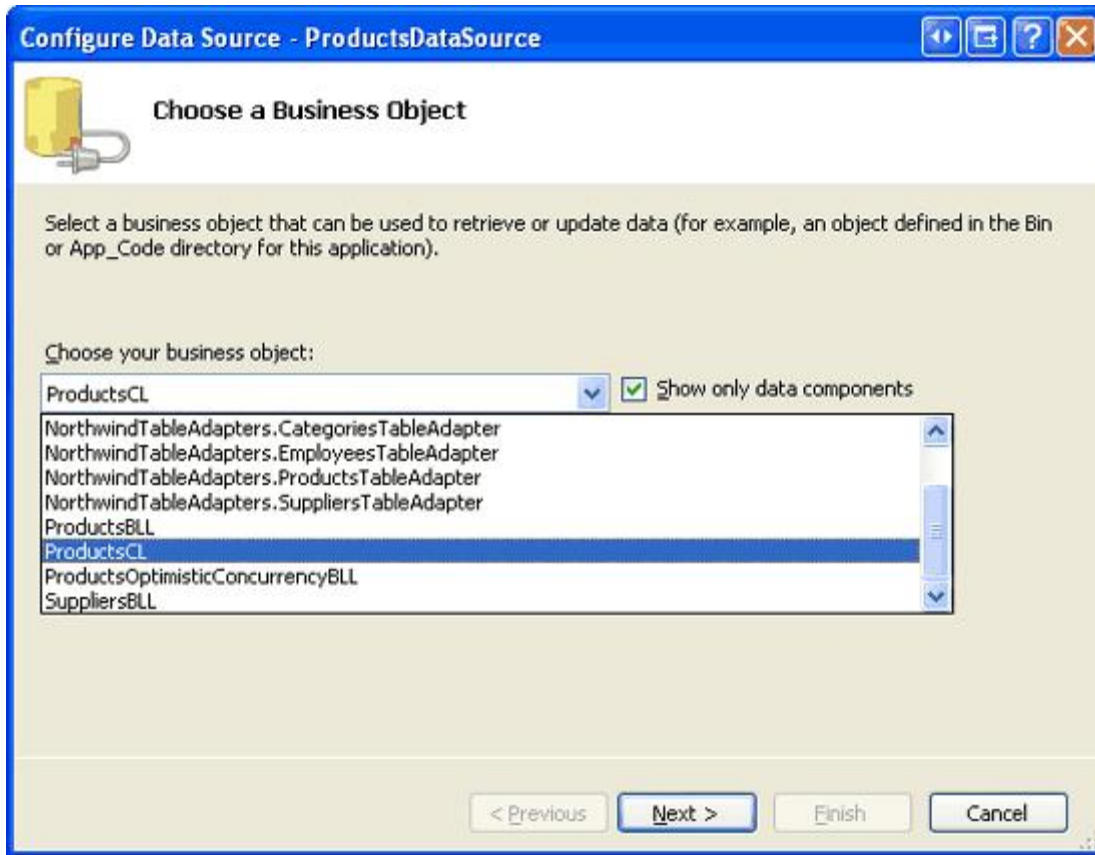 Configure Data Source - ProductsDataSource
Choose a Business Object
Select a business object that can be used to retrieve or update data (for example, an object defined in the Bin
or App_Code directory for this application).
Choose your business object:
ProductsCL
Show only data components
NorthwindTableAdapters.CategoriesTableAdapter
NorthwindTableAdapters.EmployeesTableAdapter
NorthwindTableAdapters.ProductsTableAdapter
NorthwindTableAdapters.SuppliersTableAdapter
ProductsBLL
ProductsCL
ProductsOptimisticConcurrencyBLL
SuppliersBLL
< Previous
Next >
Finish
Cancel